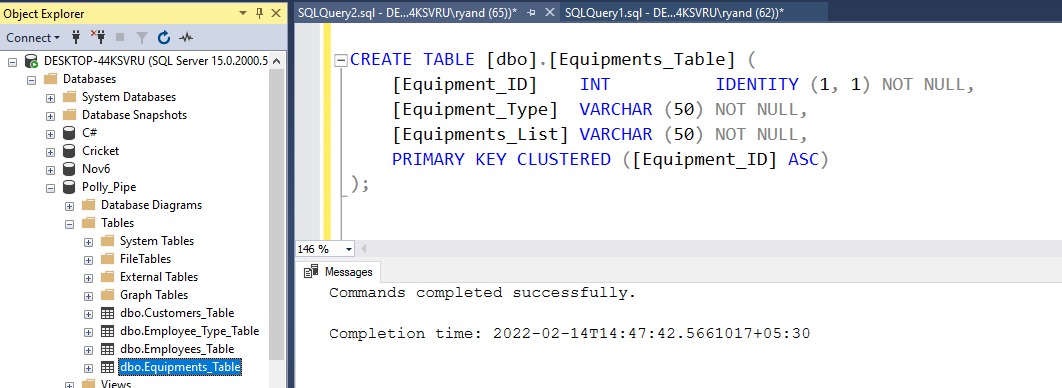 Object Explorer
Connect
DESKTOP-44KSVRU (SQL Server 15.0.2000.5
Databases
System Databases
Database Snapshots
C#
Cricket
Nov6
Polly_Pipe
Database Diagrams
Tables
System Tables
FileTables
External Tables
Graph Tables
dbo.Customers_Table
dbo.Employee_Type_Table
dbo.Employees_Table
dbo.Equipments_Table
Views
SQLQuery2.sql - DE...4KSVRU\ryand (65))*
SQLQuery1.sql - DE...4KSVRU\ryand (62))*
CREATE TABLE [dbo].[Equipments_Table] (
[Equipment_ID] INT IDENTITY (1, 1) NOT NULL,
[Equipment_Type] VARCHAR (50) NOT NULL,
[Equipments_List] VARCHAR (50) NOT NULL,
PRIMARY KEY CLUSTERED ([Equipment_ID] ASC)
);
146 %
Messages
Commands completed successfully.
Completion time: 2022-02-14T14:47:42.5661017+05:30